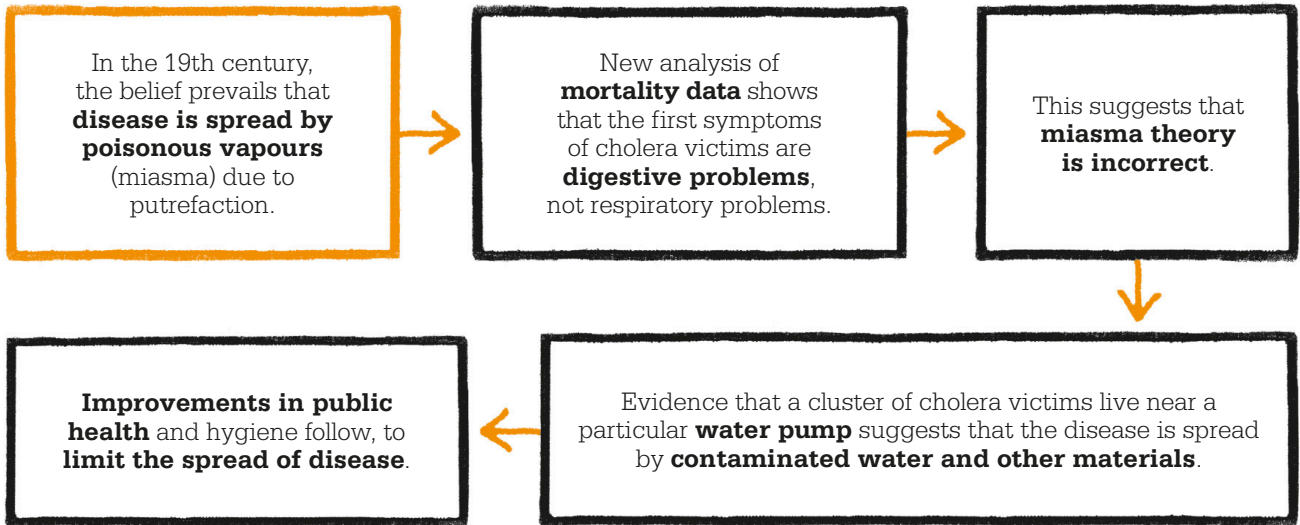 In the 19th century,
the belief prevails that
disease is spread by
poisonous vapours
(miasma) due to
putrefaction.
New analysis of
mortality data shows
that the first symptoms
of cholera victims are
digestive problems,
not respiratory problems.
This suggests that
miasma theory
is incorrect.
Evidence that a cluster of cholera victims live near a
particular water pump suggests that the disease is spread
by contaminated water and other materials.
Improvements in public
health and hygiene follow, to
limit the spread of disease.